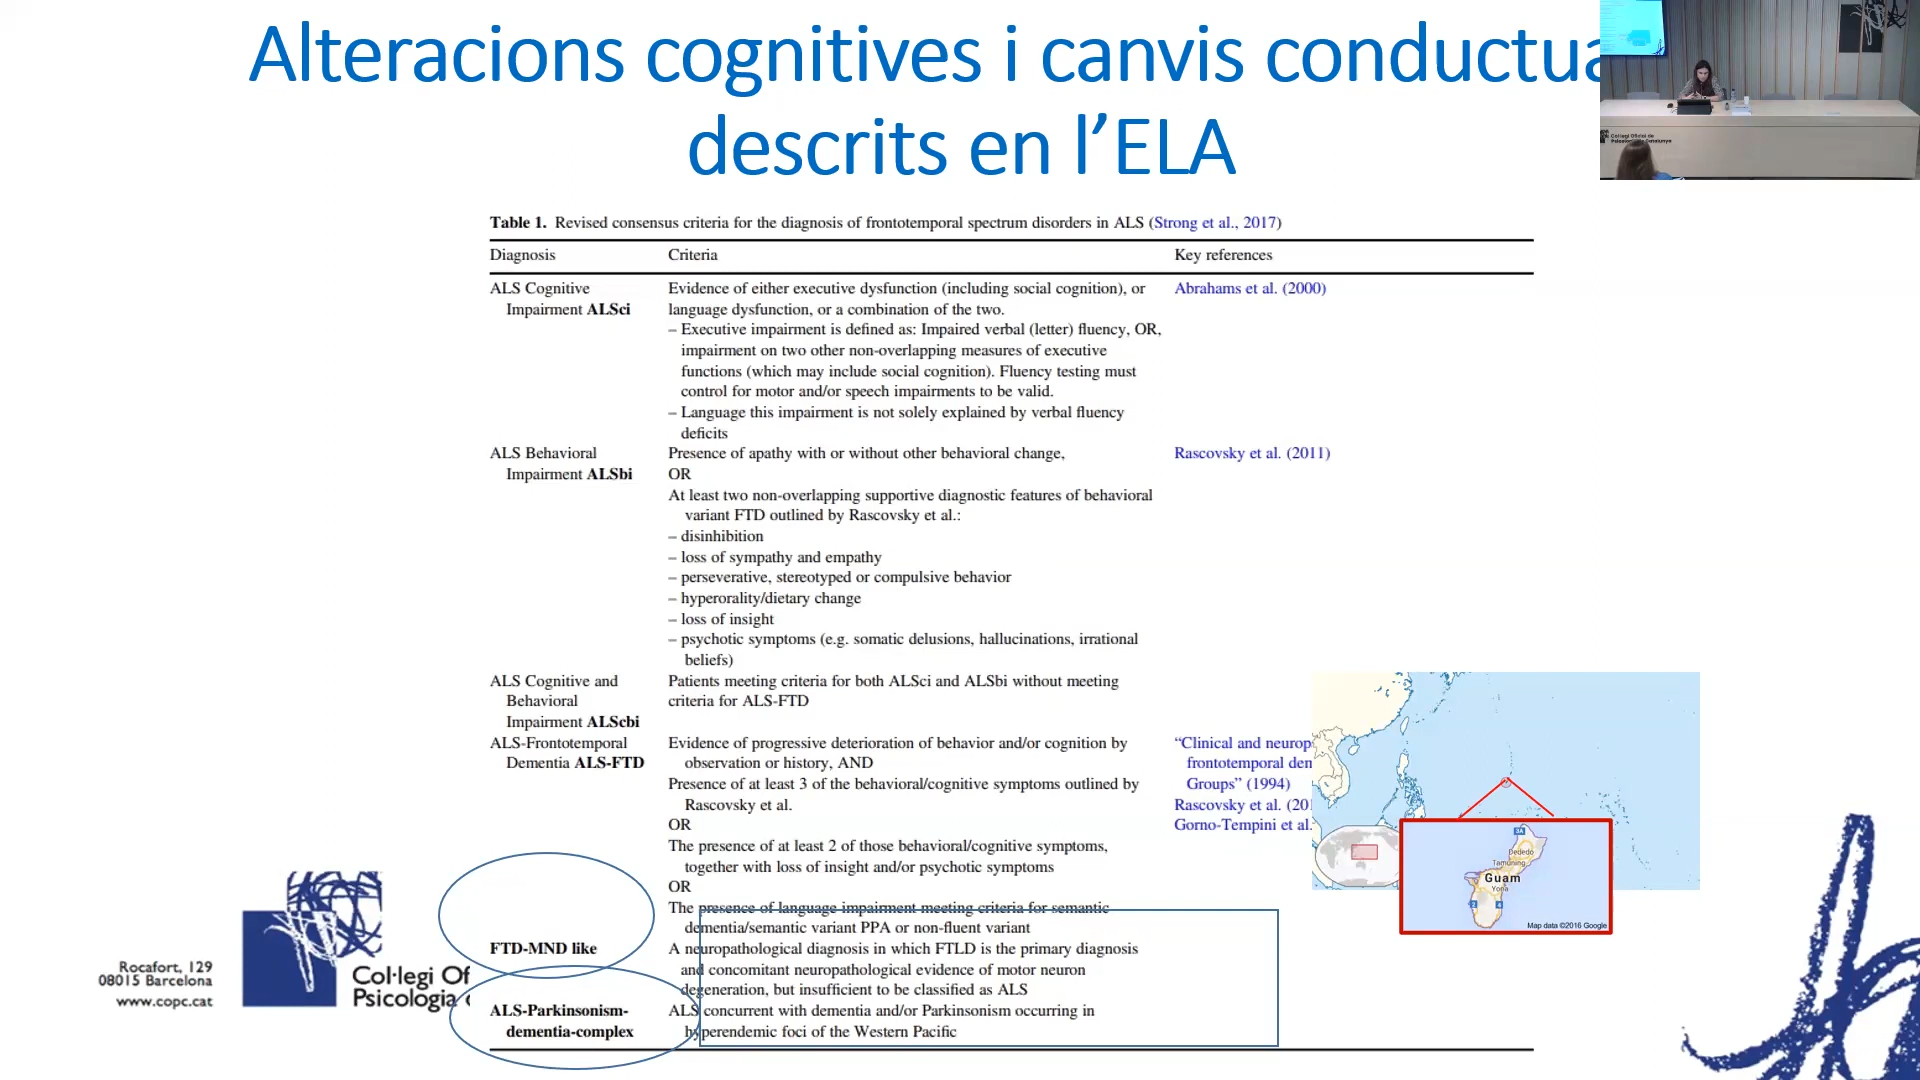 Alteracions cognitives i canvis conductua
descrits en l'ELA
Table 1. Revised consensus criteria for the diagnosis of frontotemporal spectrum disorders in ALS (Strong et al., 2017)
Diagnosis Criteria Key references
ALS Cognitive
Impairment ALSci
Evidence of either executive dysfunction (including social cognition), or
language dysfunction, or a combination of the two.
– Executive impairment is defined as: Impaired verbal (letter) fluency, OR,
impairment on two other non-overlapping measures of executive
functions (which may include social cognition). Fluency testing must
control for motor and/or speech impairments to be valid.
– Language this impairment is not solely explained by verbal fluency
deficits
Abrahams et al. (2000)
ALS Behavioral
Impairment ALSbi
Presence of apathy with or without other behavioral change,
OR
At least two non-overlapping supportive diagnostic features of behavioral
variant FTD outlined by Rascovsky et al.:
– disinhibition
– loss of sympathy and empathy
– perseverative, stereotyped or compulsive behavior
– hyperorality/dietary change
– loss of insight
– psychotic symptoms (e.g. somatic delusions, hallucinations, irrational
beliefs)
Rascovsky et al. (2011)
ALS Cognitive and
Behavioral
Impairment ALScbi
Patients meeting criteria for both ALSci and ALSbi without meeting
criteria for ALS-FTD
ALS-Frontotemporal
Dementia ALS-FTD
Evidence of progressive deterioration of behavior and/or cognition by
observation or history, AND
Presence of at least 3 of the behavioral/cognitive symptoms outlined by
Rascovsky et al.
OR
The presence of at least 2 of those behavioral/cognitive symptoms,
together with loss of insight and/or psychotic symptoms
OR
The presence of language impairment meeting criteria for semantic
dementia/semantic variant PPA or non-fluent variant
“Clinical and neurop
frontotemporal den
Groups” (1994)
Rascovsky et al. (201
Gorno-Tempini et al.
FTD-MND like
A neuropathological diagnosis in which FTLD is the primary diagnosis
and concomitant neuropathological evidence of motor neuron
degeneration, but insufficient to be classified as ALS
ALS-Parkinsonism-
dementia-complex
ALS concurrent with dementia and/or Parkinsonism occurring in
hyperendemic foci of the Western Pacific
3A
Dededo
Tamuning
Guam
Yona
2 4
Map data ©2016 Google
Rocafort, 129
08015 Barcelona
www.copc.cat
Col·legi Of
Psicologia
Col·legi Oficial de
Psicologia de Catalunya